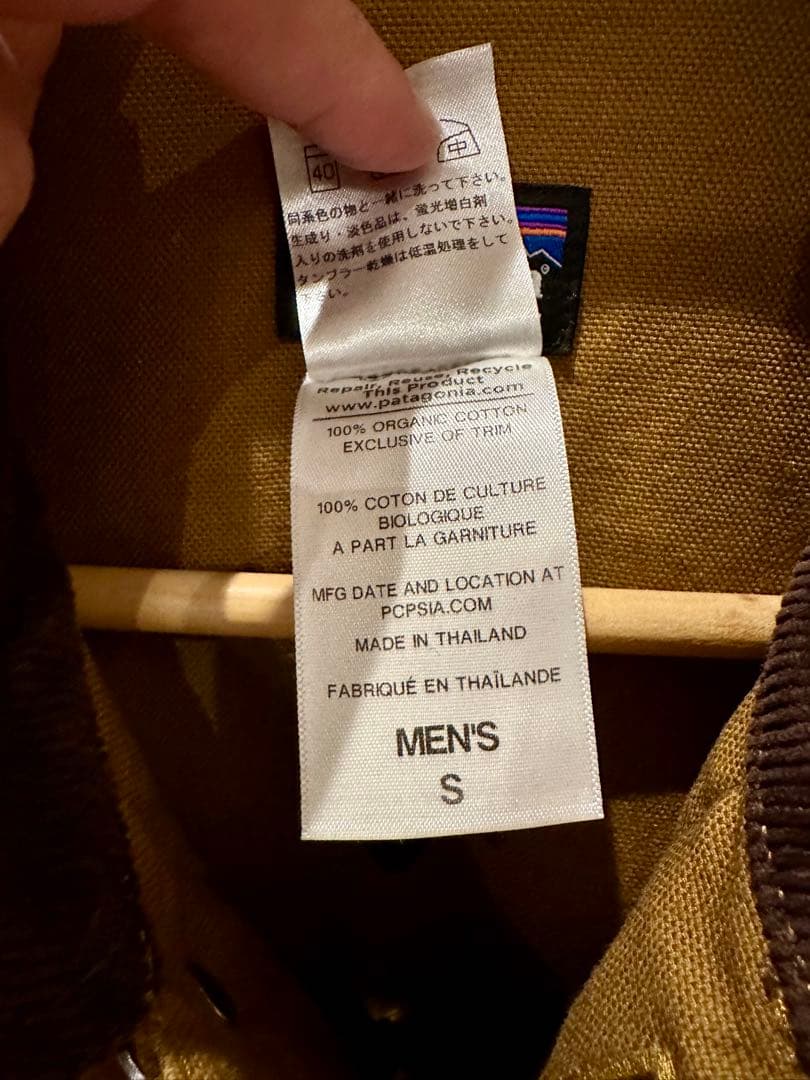 40
中
同系色の物と一緒に洗って下さい。
生成り・淡色品は、蛍光増白剤
入りの洗剤を使用しないで下さい。
タンブラー乾燥は低温処理をして
下さい。
Repair, Reuse, Recycle
This Product
www.patagonia.com
100% ORGANIC COTTON
EXCLUSIVE OF TRIM
100% COTON DE CULTURE
BIOLOGIQUE
A PART LA GARNITURE
MFG DATE AND LOCATION AT
PCPSIA.COM
MADE IN THAILAND
FABRIQUÉ EN THAÏLANDE
MEN'S
S